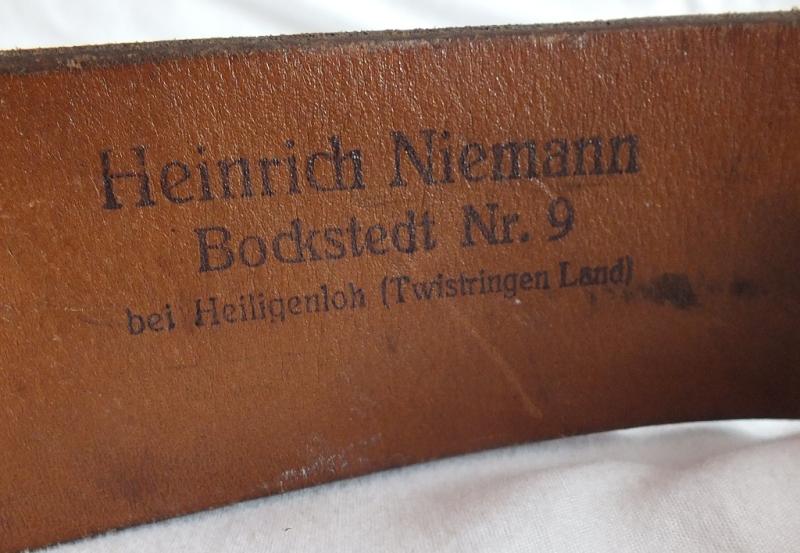 Heinrich Niemann
Bockstedt Nr. 9
bei Heiligenloh (Twistringen Land)